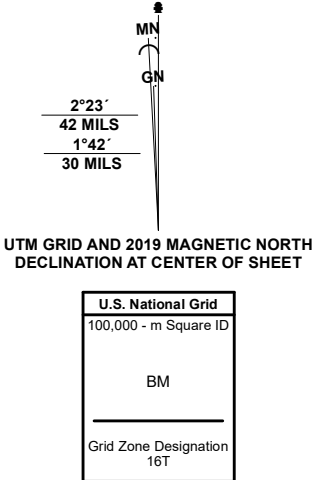 MN
GN
2°23´
42 MILS
1°42´
30 MILS
UTM GRID AND 2019 MAGNETIC NORTH
DECLINATION AT CENTER OF SHEET
U.S. National Grid
100,000 - m Square ID
BM
Grid Zone Designation
16T